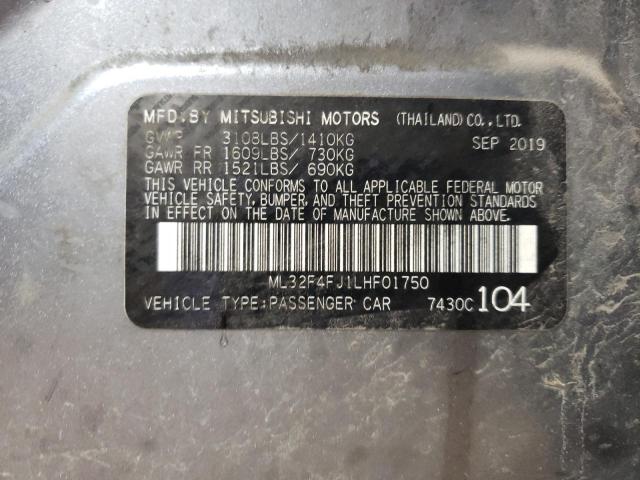 MFD. BY MITSUBISHI MOTORS (THAILAND) CO., LTD.
GVWR 3108LBS/1410KG SEP 2019
GAWR FR 1609LBS/ 730KG
GAWR RR 1521LBS/ 690KG
THIS VEHICLE CONFORMS TO ALL APPLICABLE FEDERAL MOTOR
VEHICLE SAFETY, BUMPER, AND THEFT PREVENTION STANDARDS
IN EFFECT ON THE DATE OF MANUFACTURE SHOWN ABOVE.
ML32F4FJ1LHF01750
VEHICLE TYPE:PASSENGER CAR 7430C 104